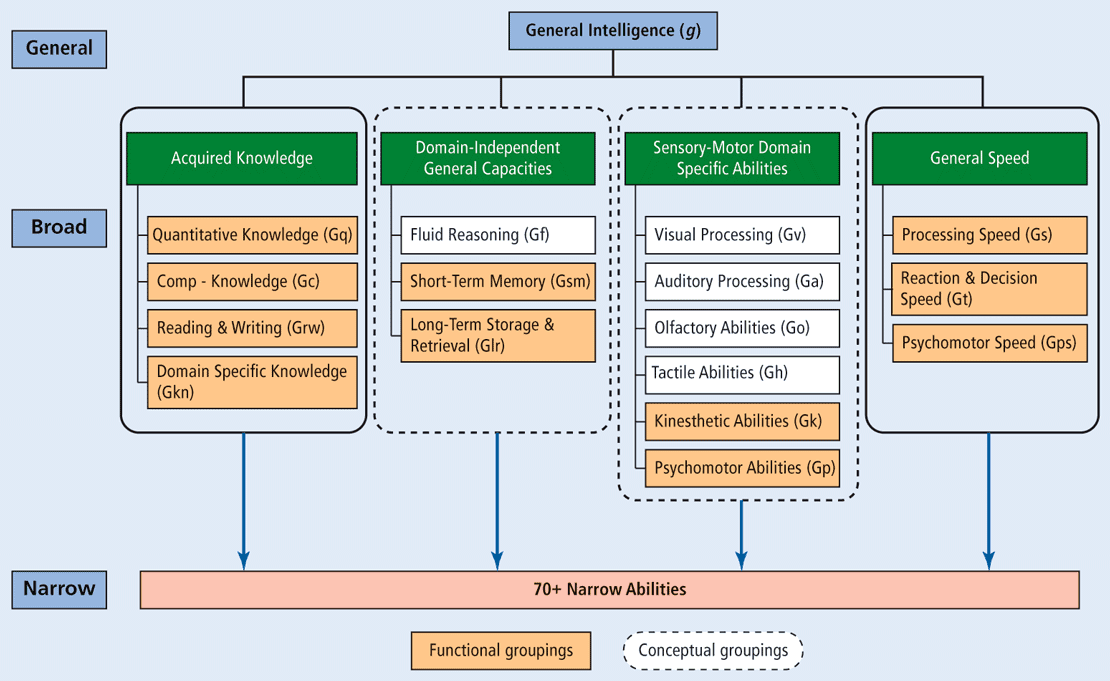 General
General Intelligence (g)
Acquired Knowledge
Quantitative Knowledge (Gq)
Comp - Knowledge (Gc)
Reading & Writing (Grw)
Domain Specific Knowledge
(Gkn)
Domain-Independent
General Capacities
Fluid Reasoning (Gf)
Short-Term Memory (Gsm)
Long-Term Storage &
Retrieval (Glr)
Sensory-Motor Domain
Specific Abilities
Visual Processing (Gv)
Auditory Processing (Ga)
Olfactory Abilities (Go)
Tactile Abilities (Gh)
Kinesthetic Abilities (Gk)
Psychomotor Abilities (Gp)
General Speed
Processing Speed (Gs)
Reaction & Decision
Speed (Gt)
Psychomotor Speed (Gps)
Broad
Narrow
70+ Narrow Abilities
Functional groupings
Conceptual groupings